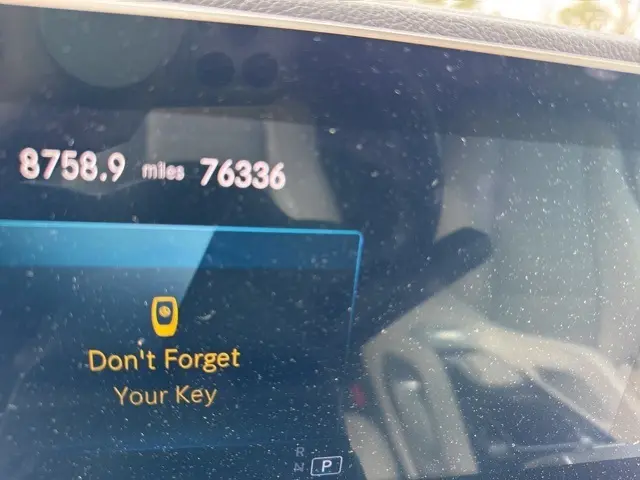 8758.9 miles 76336
Don't Forget
Your Key
R
N P